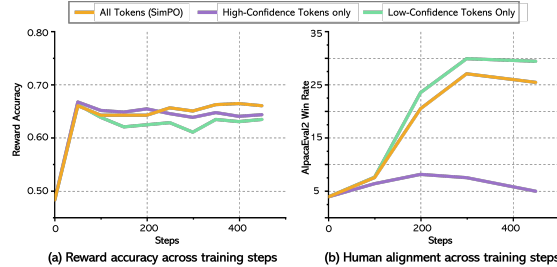 All Tokens (SimPO) High-Confidence Tokens only Low-Confidence Tokens Only
Reward Accuracy
0.80
0.70
0.60
0.50
0 200 400
Steps
(a) Reward accuracy across training steps
AlpacaEval2 Win Rate
35
25
15
5
0 200 400
Steps
(b) Human alignment across training steps